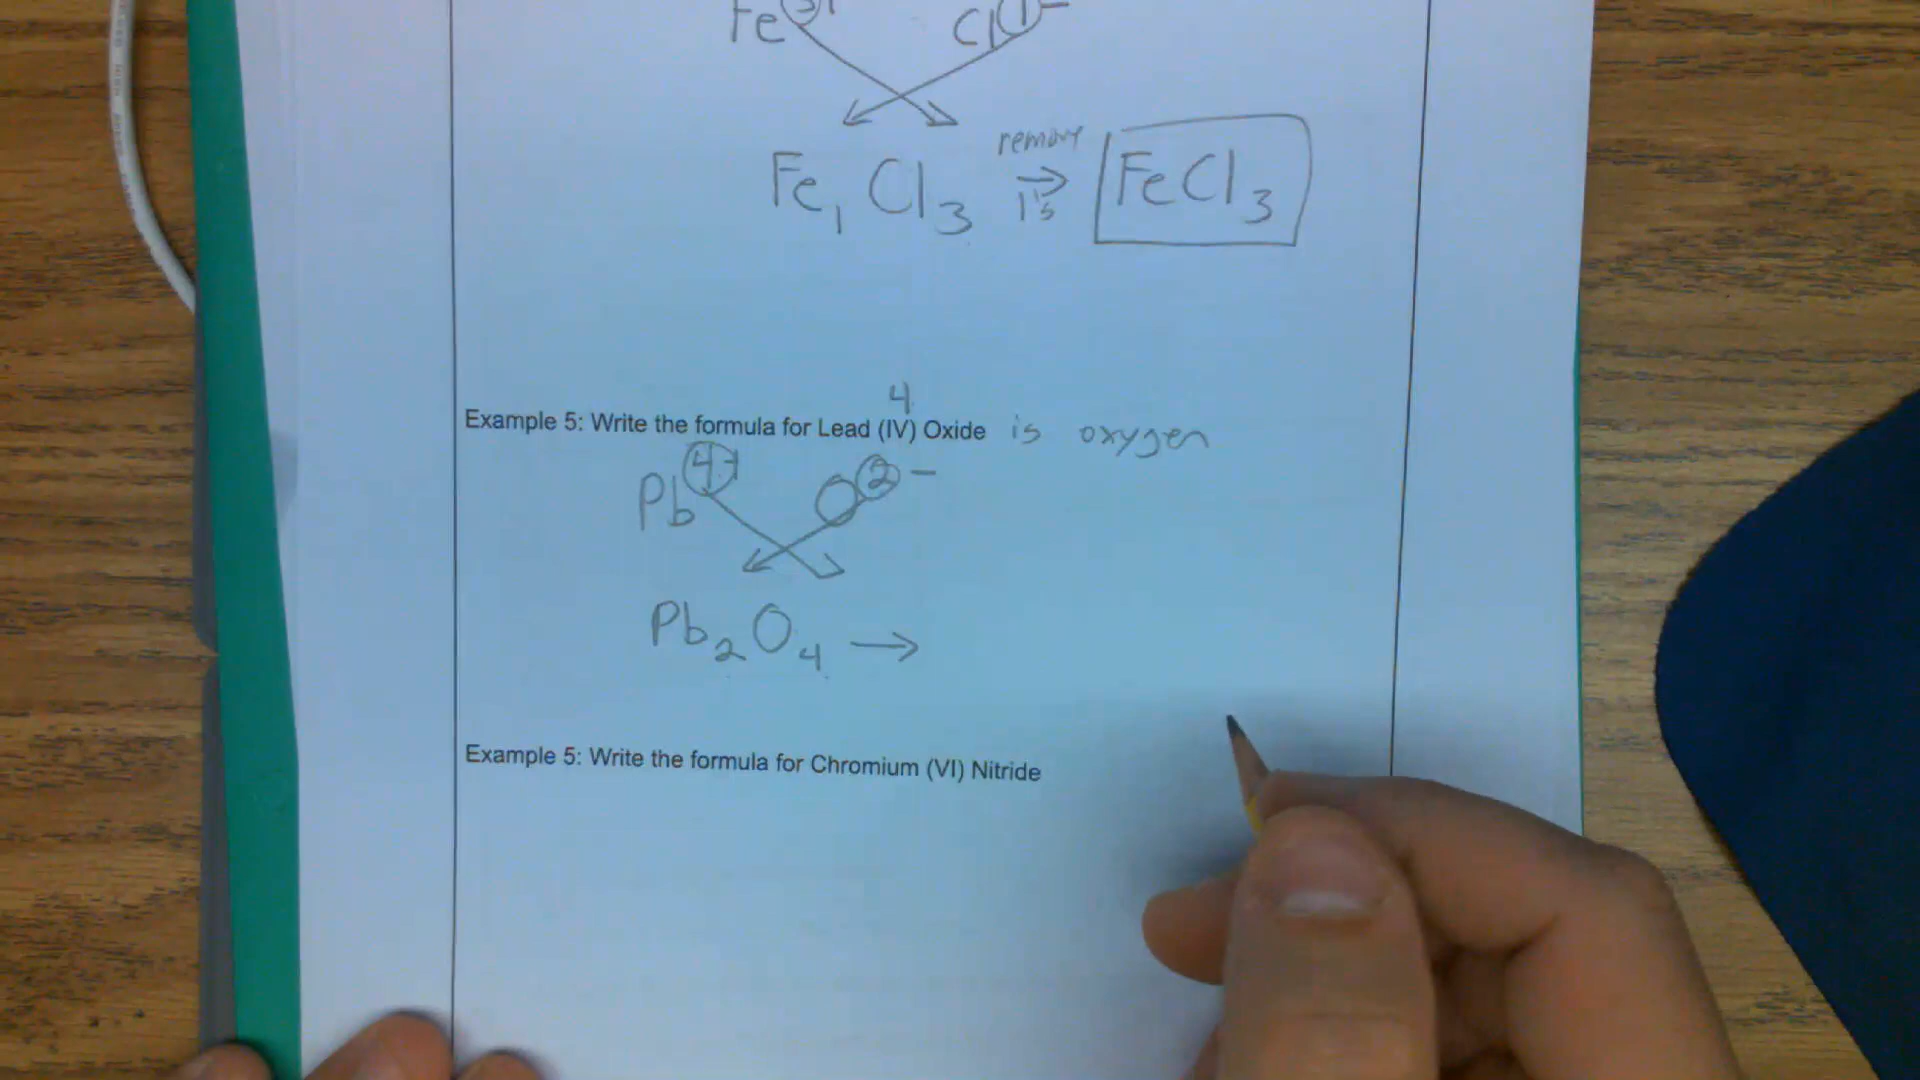 Fe 3+ Cl 1-
remove
Fe1 Cl3 → FeCl3
1's
4
Example 5: Write the formula for Lead (IV) Oxide is oxygen
Pb 4+ O 2-
Pb2O4 →
Example 5: Write the formula for Chromium (VI) Nitride